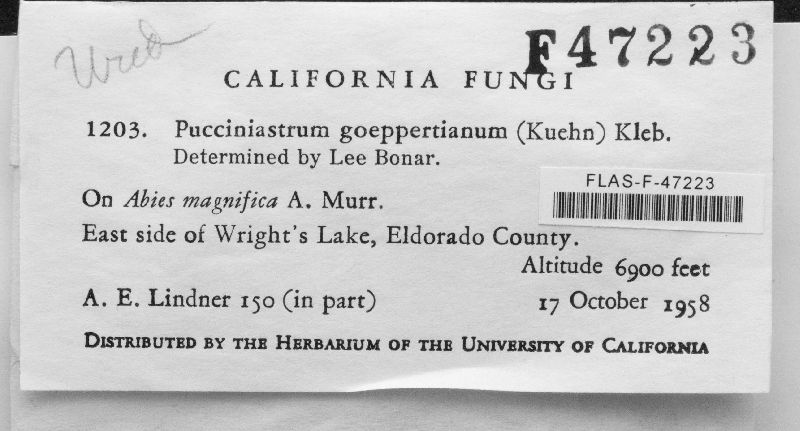 Ured
F47223
CALIFORNIA FUNGI
1203. Pucciniastrum goeppertianum (Kuehn) Kleb.
Determined by Lee Bonar.
FLAS-F-47223
On Abies magnifica A. Murr.
East side of Wright's Lake, Eldorado County.
Altitude 6900 feet
A. E. Lindner 150 (in part)
17 October 1958
DISTRIBUTED BY THE HERBARIUM OF THE UNIVERSITY OF CALIFORNIA